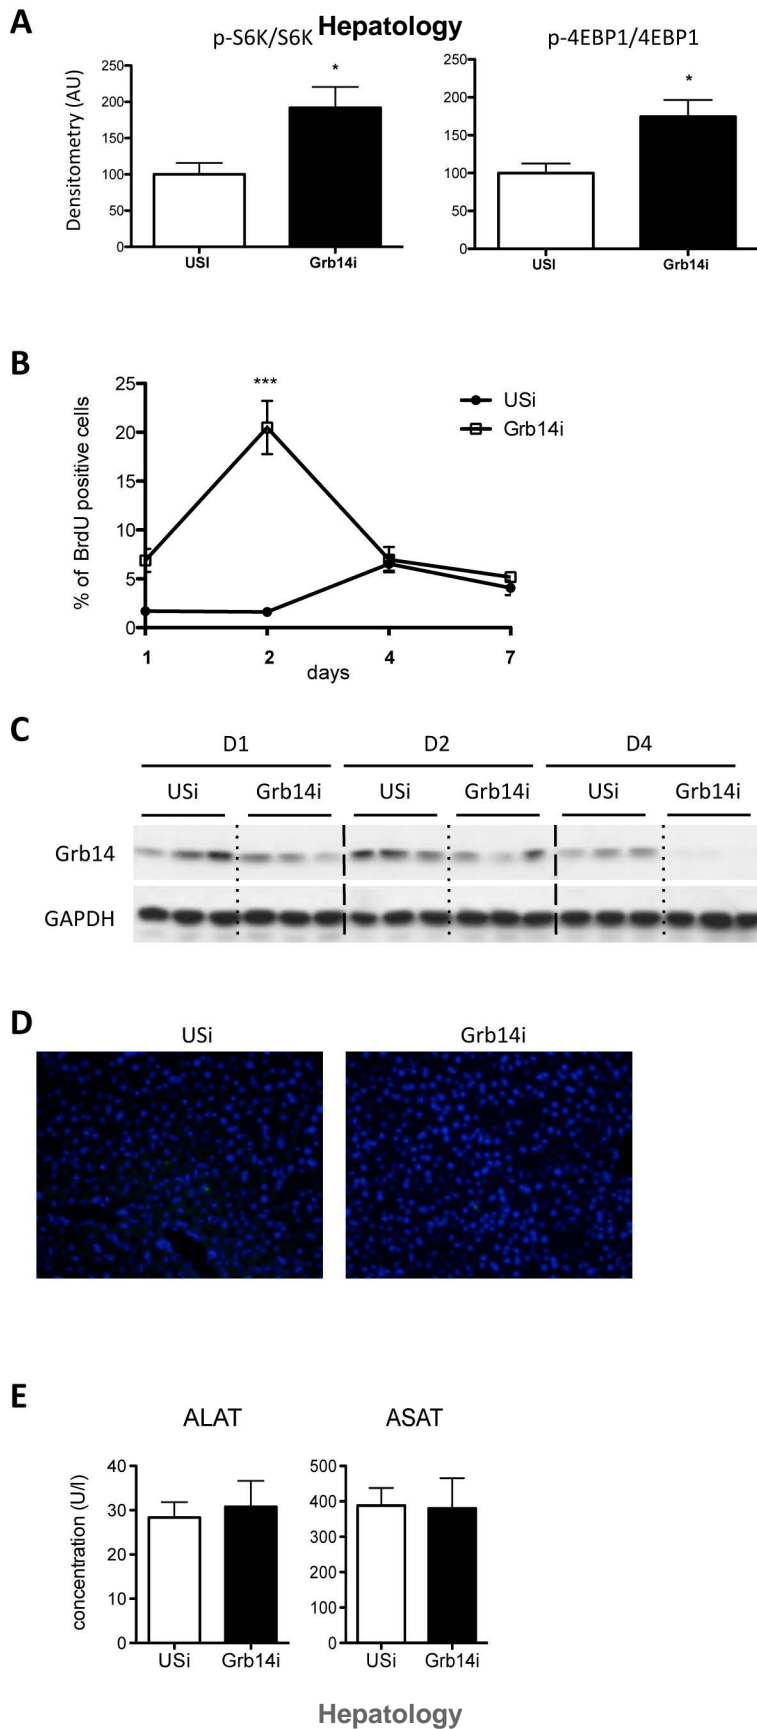 A
Hepatology
p-S6K/S6K
p-4EBP1/4EBP1
Densitometry (AU)
250
200
150
100
50
0
USI
Grb14i
*
250
200
150
100
50
0
USI
Grb14i
*
B
% of BrdU positive cells
25
20
15
10
5
0
***
USi
Grb14i
1
2
4
7
days
C
D1
D2
D4
USi
Grb14i
USi
Grb14i
USi
Grb14i
Grb14
GAPDH
D
USi
Grb14i
E
ALAT
ASAT
concentration (U/l)
40
30
20
10
0
USi
Grb14i
500
400
300
200
100
0
USi
Grb14i
Hepatology